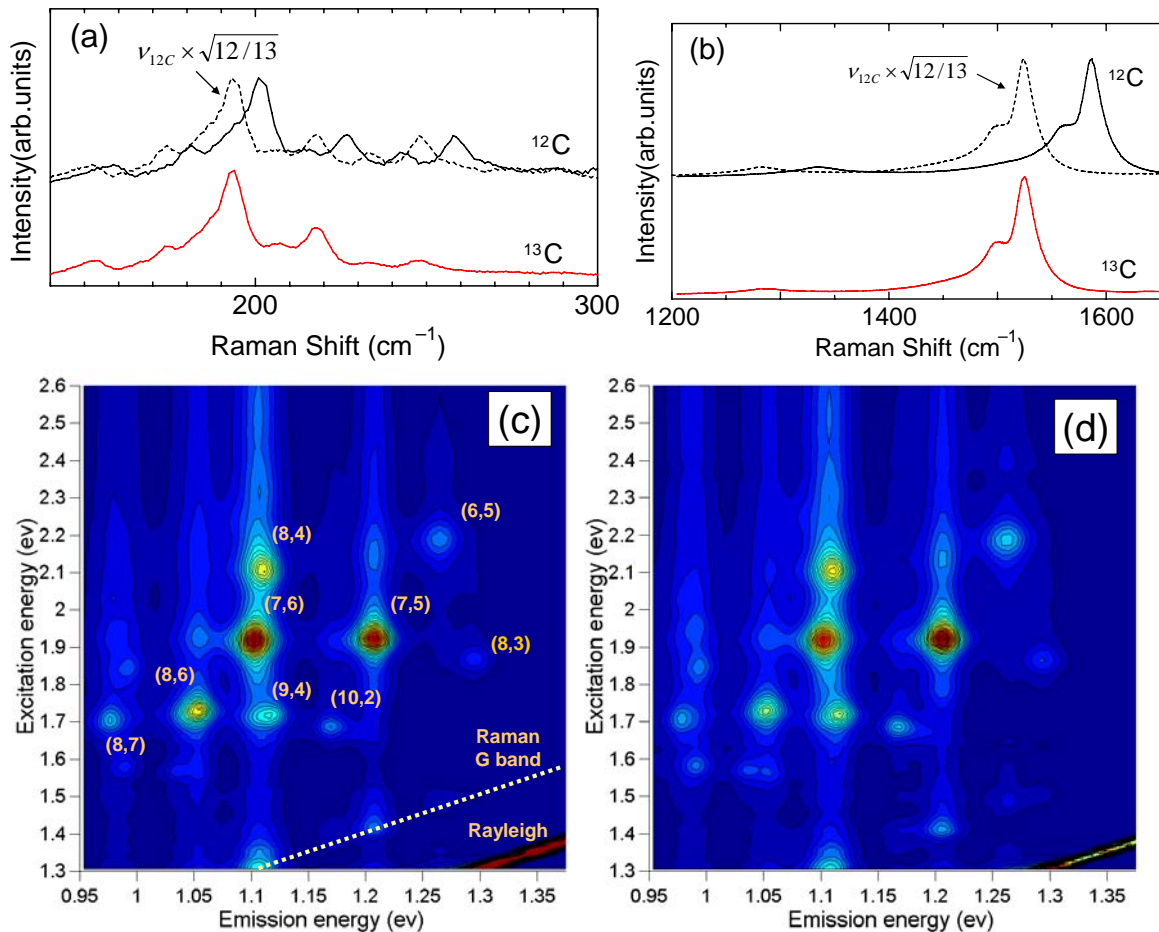 (a)
ν12C × √12/13
Intensity(arb.units)
12C
13C
200
300
Raman Shift (cm–1)
(b)
ν12C × √12/13
Intensity(arb.units)
12C
13C
1200
1400
1600
Raman Shift (cm–1)
(c)
2.6
2.5
2.4
2.3
2.2
2.1
2
1.9
1.8
1.7
1.6
1.5
1.4
1.3
Excitation energy (ev)
(6,5)
(8,4)
(7,6)
(7,5)
(8,3)
(8,6)
(9,4)
(10,2)
(8,7)
Raman
G band
Rayleigh
0.95
1
1.05
1.1
1.15
1.2
1.25
1.3
1.35
Emission energy (ev)
(d)
2.6
2.5
2.4
2.3
2.2
2.1
2
1.9
1.8
1.7
1.6
1.5
1.4
1.3
Excitation energy (ev)
0.95
1
1.05
1.1
1.15
1.2
1.25
1.3
1.35
Emission energy (ev)